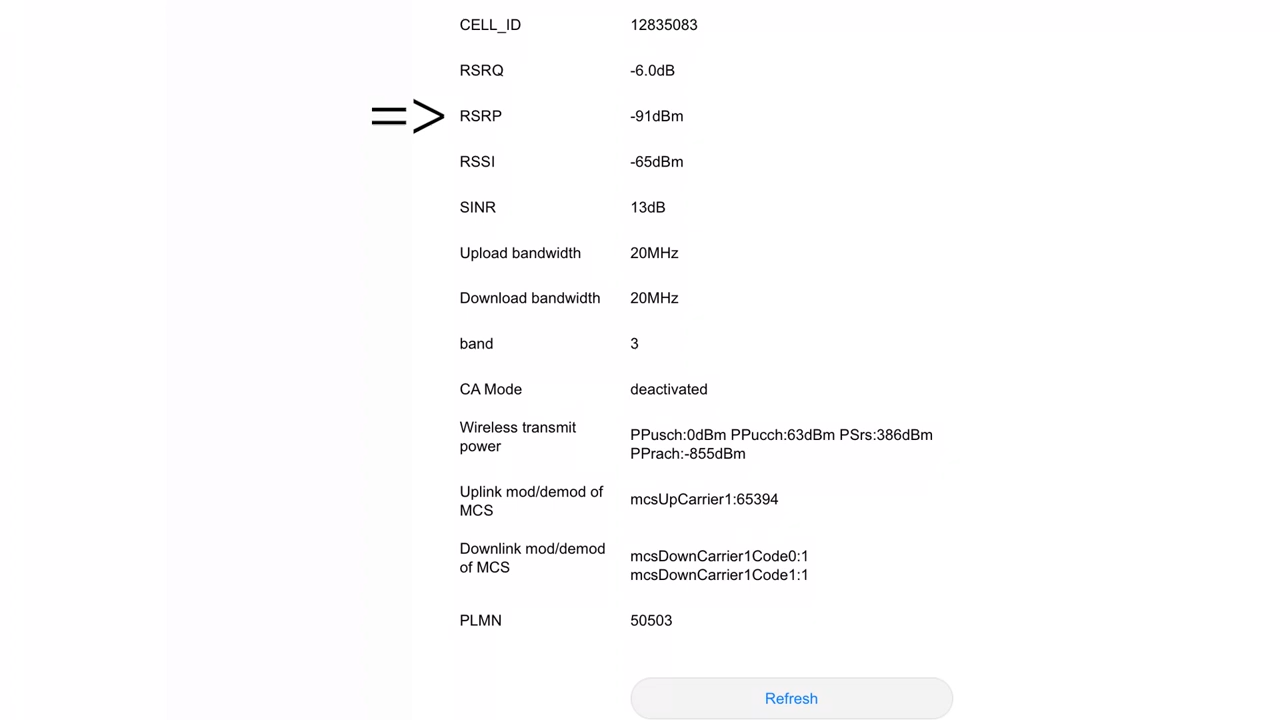 CELL_ID 12835083
RSRQ -6.0dB
=> RSRP -91dBm
RSSI -65dBm
SINR 13dB
Upload bandwidth 20MHz
Download bandwidth 20MHz
band 3
CA Mode deactivated
Wireless transmit
power
PPusch:0dBm PPucch:63dBm PSrs:386dBm
PPrach:-855dBm
Uplink mod/demod of
MCS
mcsUpCarrier1:65394
Downlink mod/demod
of MCS
mcsDownCarrier1Code0:1
mcsDownCarrier1Code1:1
PLMN 50503
Refresh